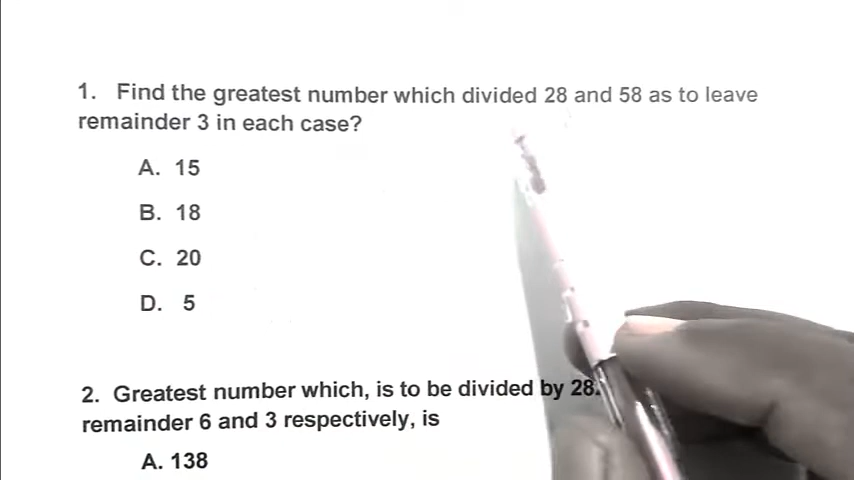 1. Find the greatest number which divided 28 and 58 as to leave
remainder 3 in each case?
A. 15
B. 18
C. 20
D. 5
2. Greatest number which, is to be divided by 28
remainder 6 and 3 respectively, is
A. 138